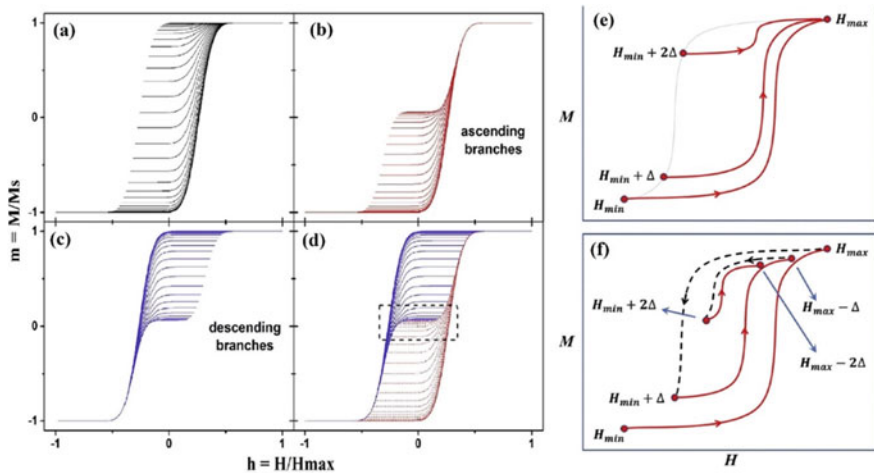 (a)
(b)
ascending
branches
(c)
descending
branches
(d)
1
0
-1
1
0
-1
-1
0
1
-1
0
1
m = M/Ms
h = H/Hmax
(e)
H_max
H_min + 2Δ
M
H_min + Δ
H_min
(f)
H_max
H_min + 2Δ
H_max − Δ
M
H_max − 2Δ
H_min + Δ
H_min
H